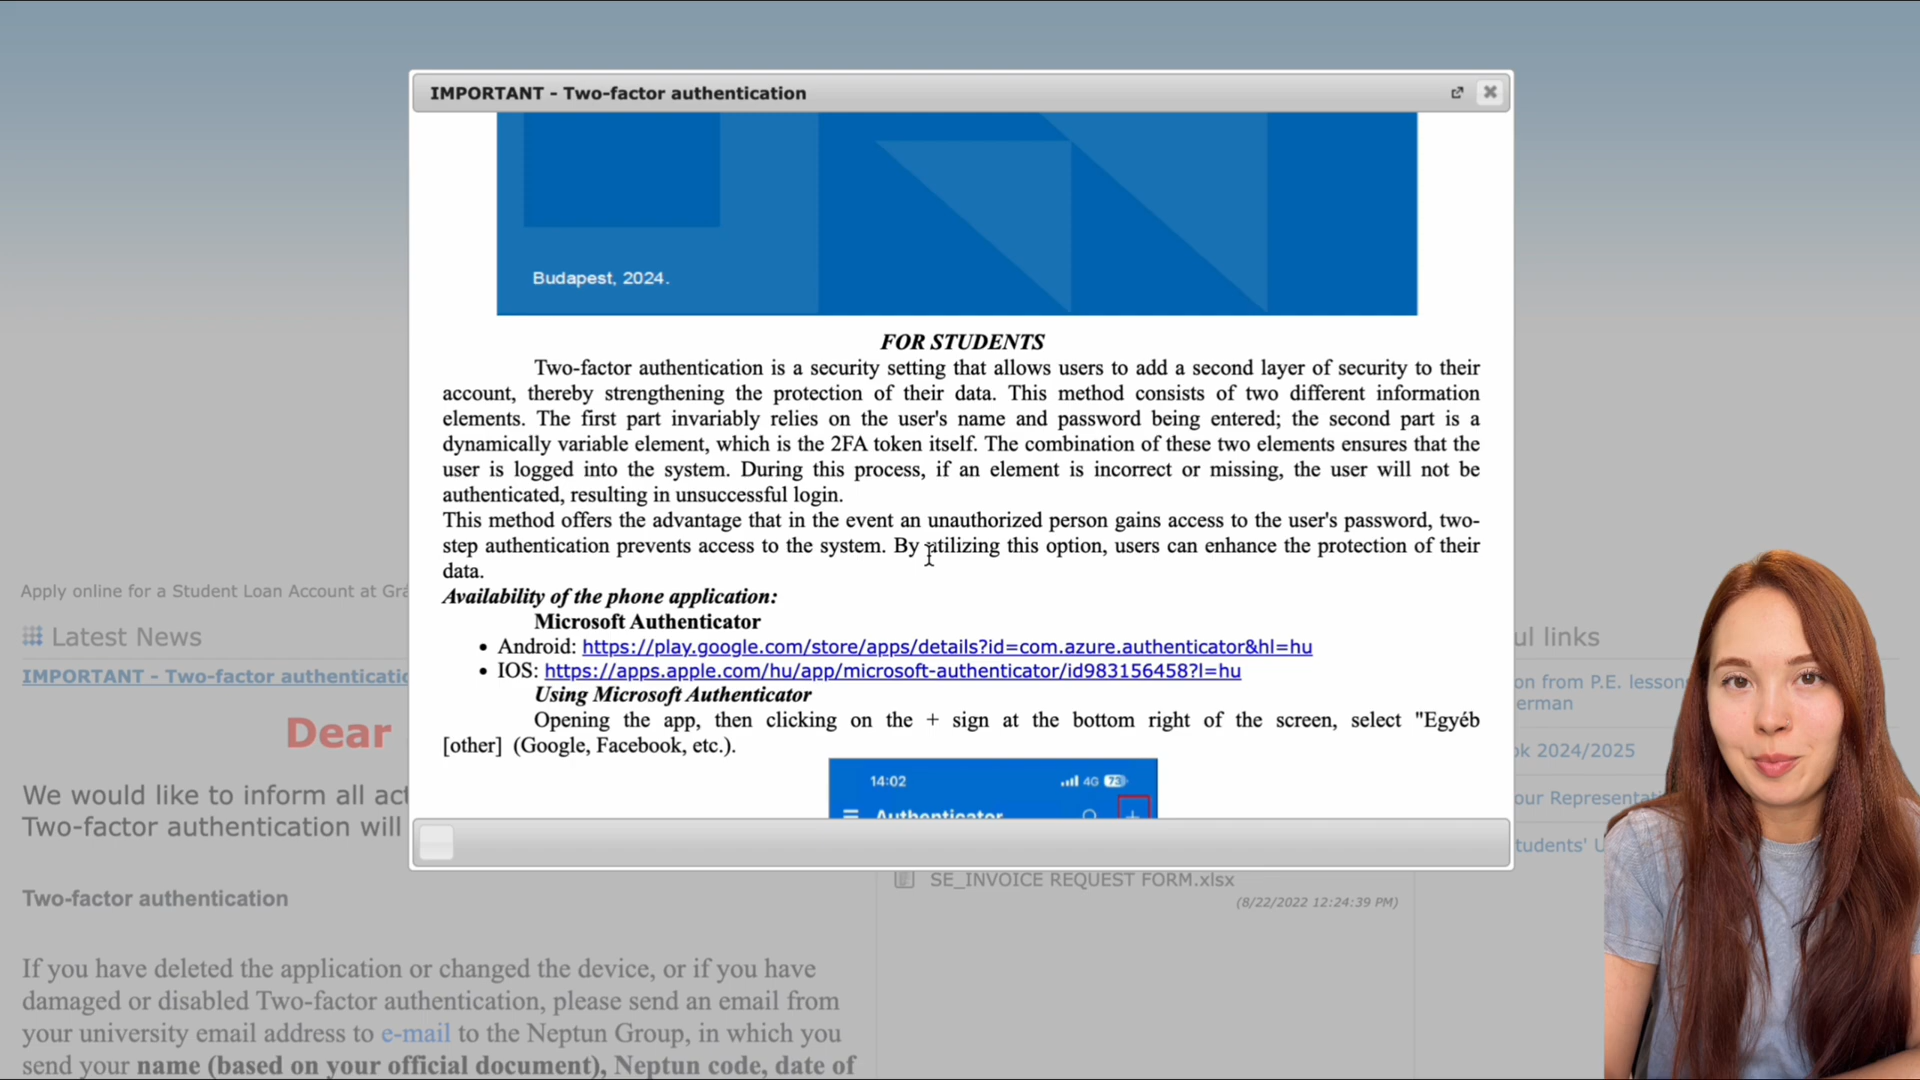 IMPORTANT - Two-factor authentication
Budapest, 2024.
FOR STUDENTS
Two-factor authentication is a security setting that allows users to add a second layer of security to their
account, thereby strengthening the protection of their data. This method consists of two different information
elements. The first part invariably relies on the user's name and password being entered; the second part is a
dynamically variable element, which is the 2FA token itself. The combination of these two elements ensures that the
user is logged into the system. During this process, if an element is incorrect or missing, the user will not be
authenticated, resulting in unsuccessful login.
This method offers the advantage that in the event an unauthorized person gains access to the user's password, two-
step authentication prevents access to the system. By utilizing this option, users can enhance the protection of their
data.
Availability of the phone application:
Microsoft Authenticator
• Android: https://play.google.com/store/apps/details?id=com.azure.authenticator&hl=hu
• IOS: https://apps.apple.com/hu/app/microsoft-authenticator/id983156458?l=hu
Using Microsoft Authenticator
Opening the app, then clicking on the + sign at the bottom right of the screen, select "Egyéb
[other] (Google, Facebook, etc.).
14:02 4G 73
Authenticator
Apply online for a Student Loan Account at
Latest News
IMPORTANT - Two-factor
Dear
We would like to inform all
Two-factor authentication will
Two-factor authentication
If you have deleted the application or changed the device, or if you have
damaged or disabled Two-factor authentication, please send an email from
your university email address to e-mail to the Neptun Group, in which you
send your name (based on your official document), Neptun code, date of
SE_INVOICE REQUEST FORM.xlsx
(8/22/2022 12:24:39 PM)
links
from P.E. lesson
2024/2025